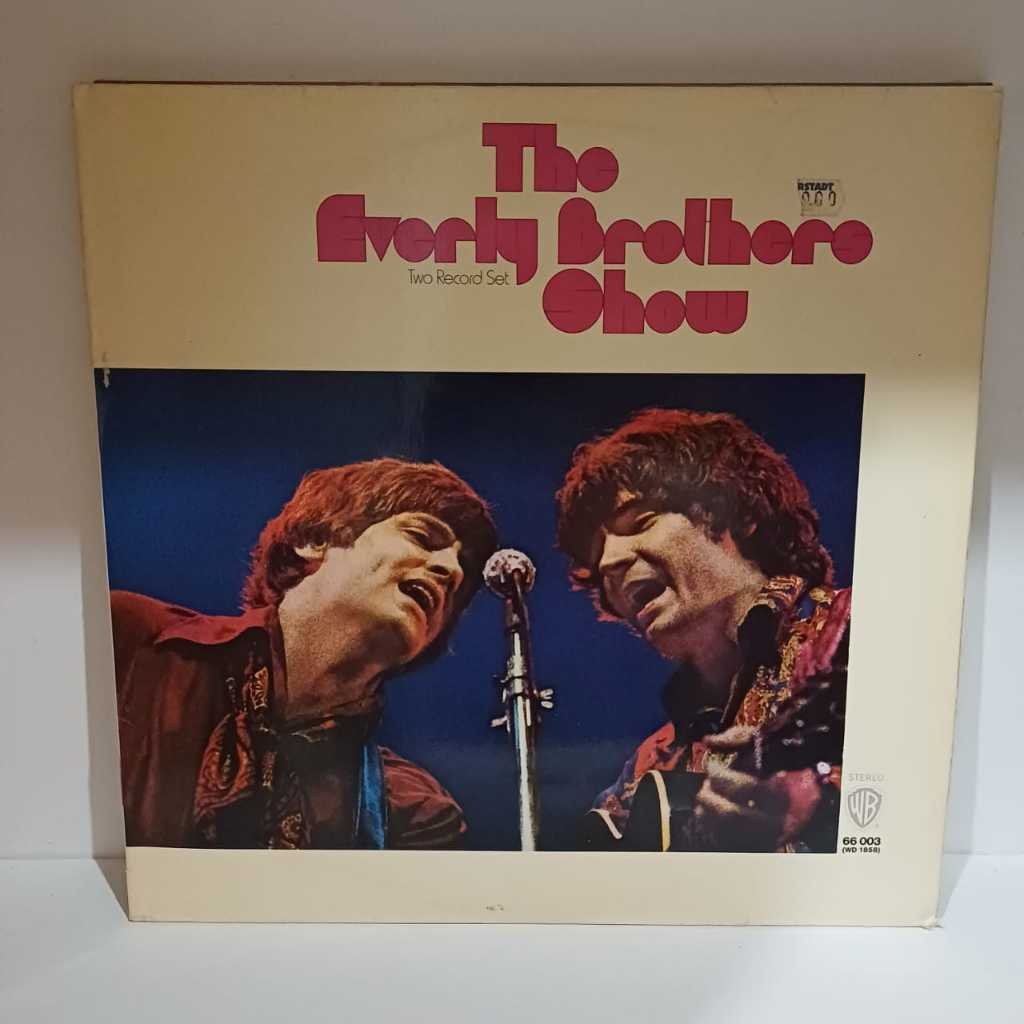 The
RSTADT
Everly Brothers
Two Record Set
Show
STEREO
WB
66 003
(WD 1858)